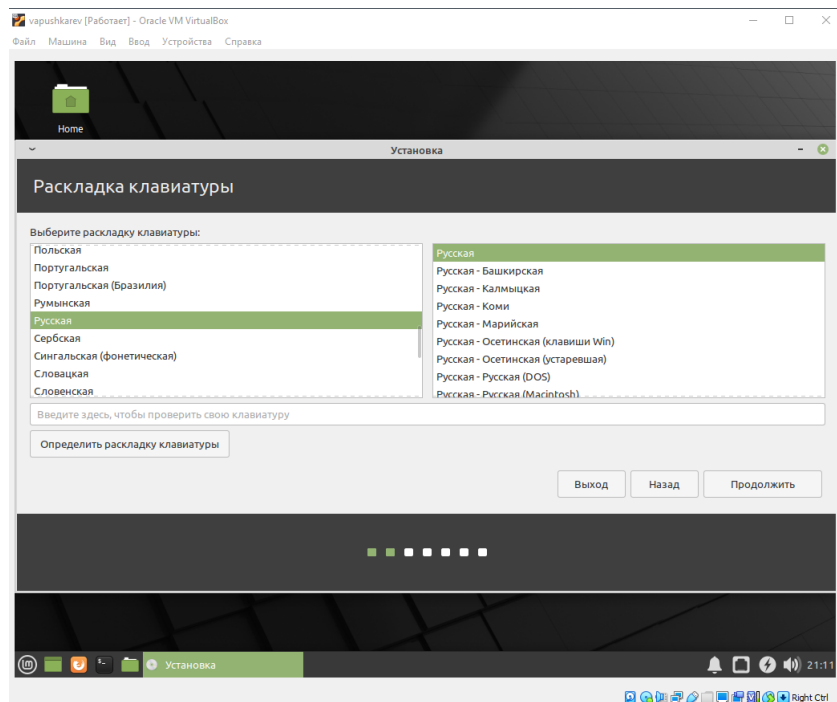 vapushkarev [Работает] - Oracle VM VirtualBox
Файл Машина Вид Ввод Устройства Справка
Home
Установка
Раскладка клавиатуры
Выберите раскладку клавиатуры:
Польская
Португальская
Португальская (Бразилия)
Румынская
Русская
Сербская
Сингальская (фонетическая)
Словацкая
Словенская
Русская
Русская - Башкирская
Русская - Калмыцкая
Русская - Коми
Русская - Марийская
Русская - Осетинская (клавиши Win)
Русская - Осетинская (устаревшая)
Русская - Русская (DOS)
Русская - Русская (Macintosh)
Введите здесь, чтобы проверить свою клавиатуру
Определить раскладку клавиатуры
Выход Назад Продолжить
Установка 21:11
Right Ctrl